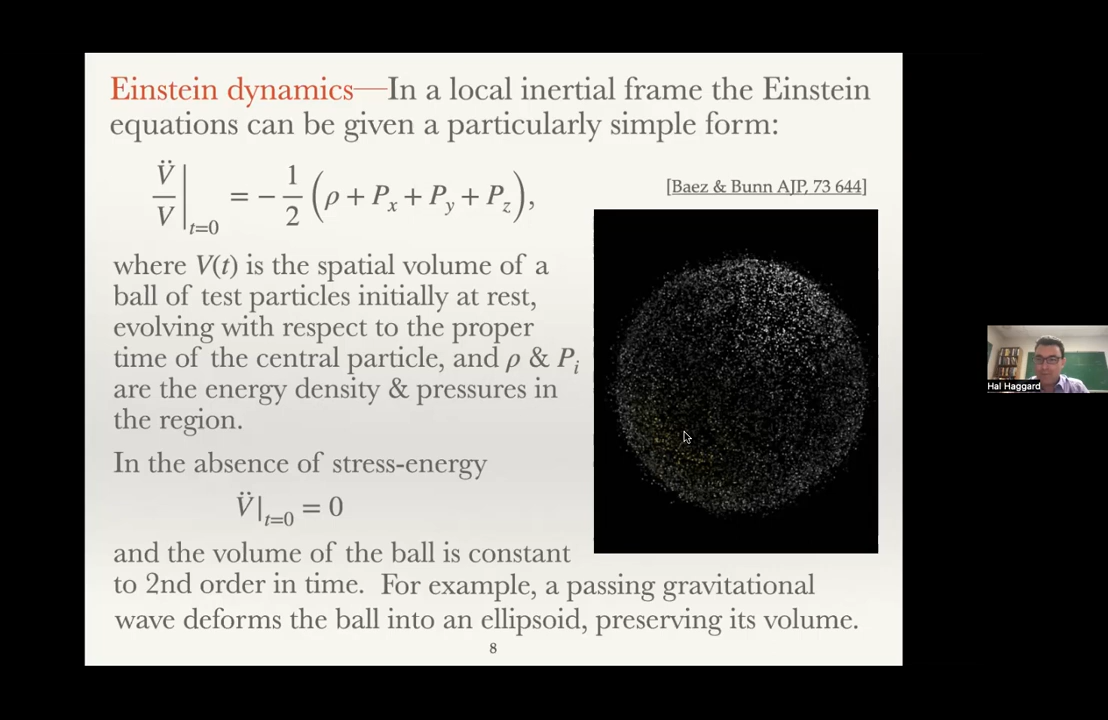 Einstein dynamics—In a local inertial frame the Einstein
equations can be given a particularly simple form:
V̈/V|ₜ₌₀ = −1/2 (ρ + Pₓ + P_y + P_z),
[Baez & Bunn AJP, 73 644]
where V(t) is the spatial volume of a
ball of test particles initially at rest,
evolving with respect to the proper
time of the central particle, and ρ & Pᵢ
are the energy density & pressures in
the region.
In the absence of stress-energy
V̈|ₜ₌₀ = 0
and the volume of the ball is constant
to 2nd order in time. For example, a passing gravitational
wave deforms the ball into an ellipsoid, preserving its volume.
8
Hal Haggard